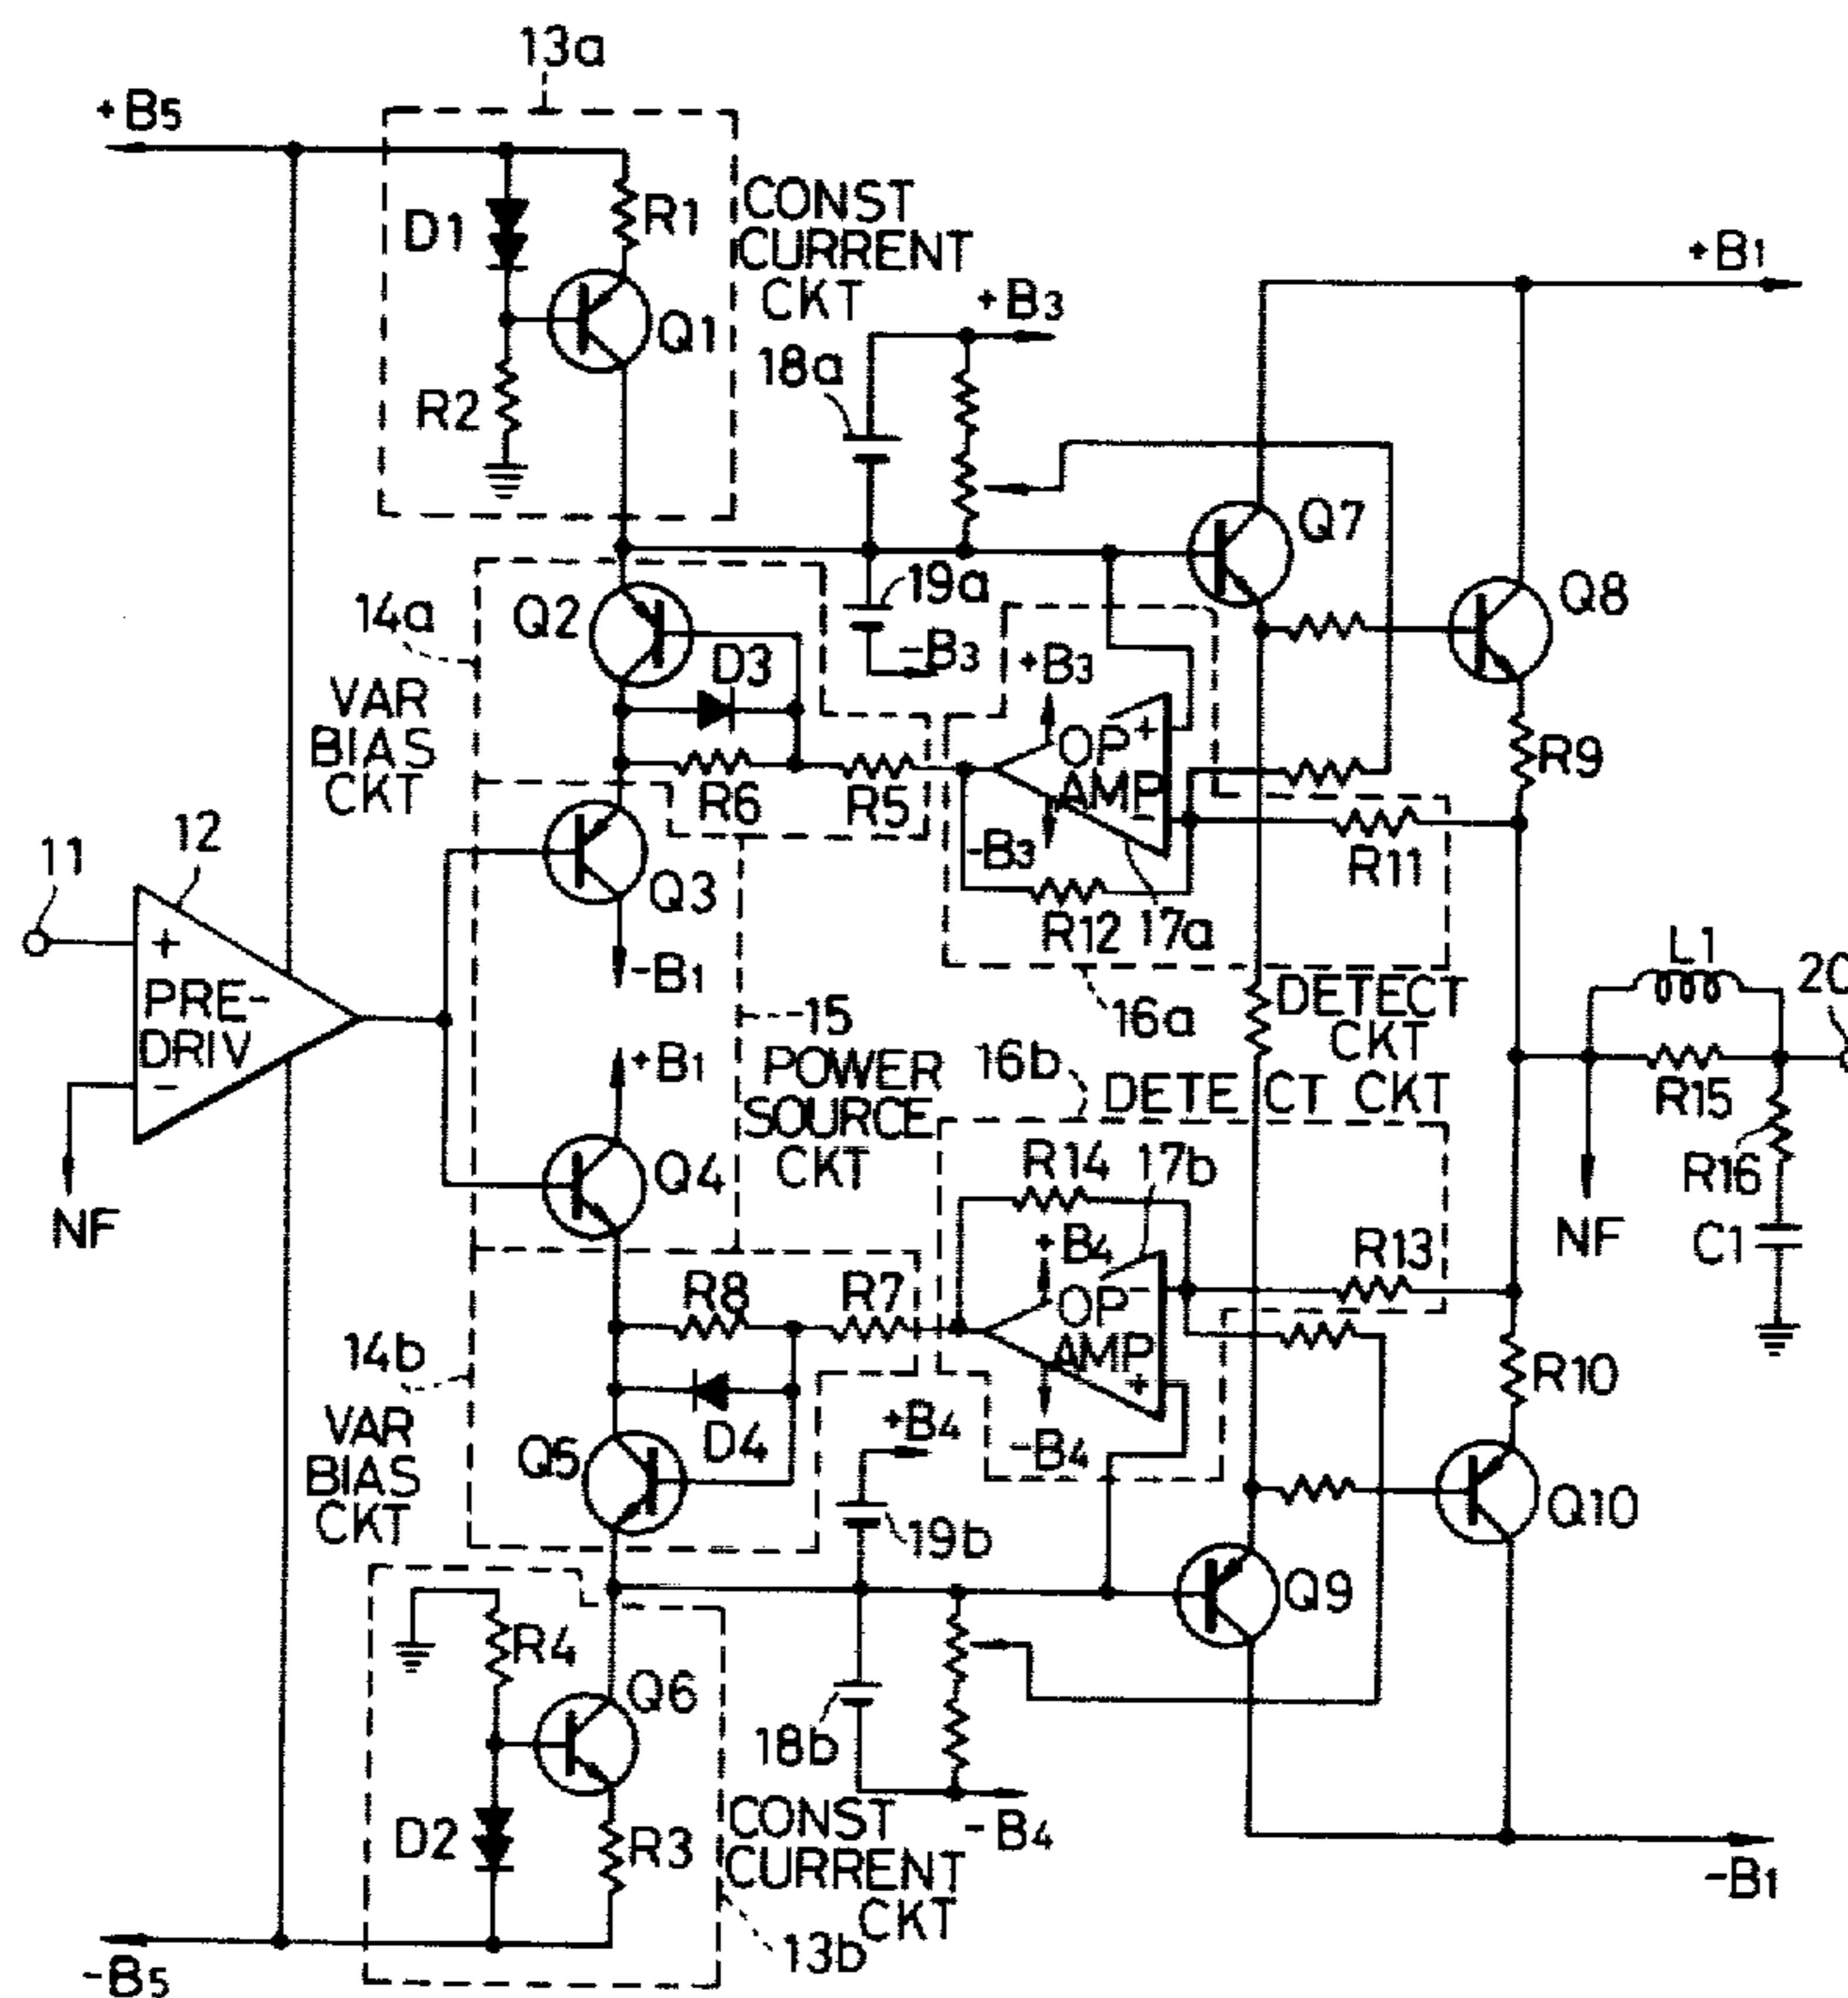 13a
+B5
D1
R1
CONST
CURRENT
CKT
Q1
R2
+B1
+B3
18a
Q7
Q8
14a
Q2
19a
-B3
+B3
D3
VAR
BIAS
CKT
OP
AMP
+
-
R9
R6
R5
-B3
R11
11
12
Q3
R12
17a
+
PRE-
DRIV
-
-B1
15
16a
DETECT
CKT
L1
20
+B1
POWER
SOURCE
CKT
16b
DETECT CKT
R15
R16
NF
Q4
R14
17b
NF
C1
+B4
R13
R8
R7
OP
AMP
-
+
14b
R10
VAR
BIAS
CKT
Q5
D4
+B4
-B4
Q10
19b
Q9
R4
Q6
18b
D2
R3
CONST
CURRENT
CKT
-B4
-B1
13b
-B5